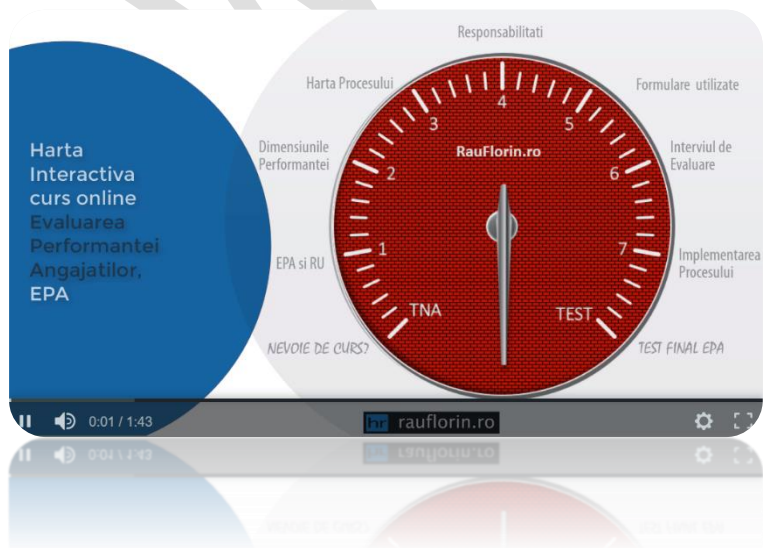 Harta
Interactiva
curs online
Evaluarea
Performantei
Angajatilor,
EPA
Responsabilitati
Harta Procesului
Formulare utilizate
Dimensiunile
Performantei
Interviul de
Evaluare
EPA si RU
Implementarea
Procesului
NEVOIE DE CURS?
TEST FINAL EPA
RauFlorin.ro
TNA
1
2
3
4
5
6
7
TEST
0:01 / 1:43
hr rauflorin.ro